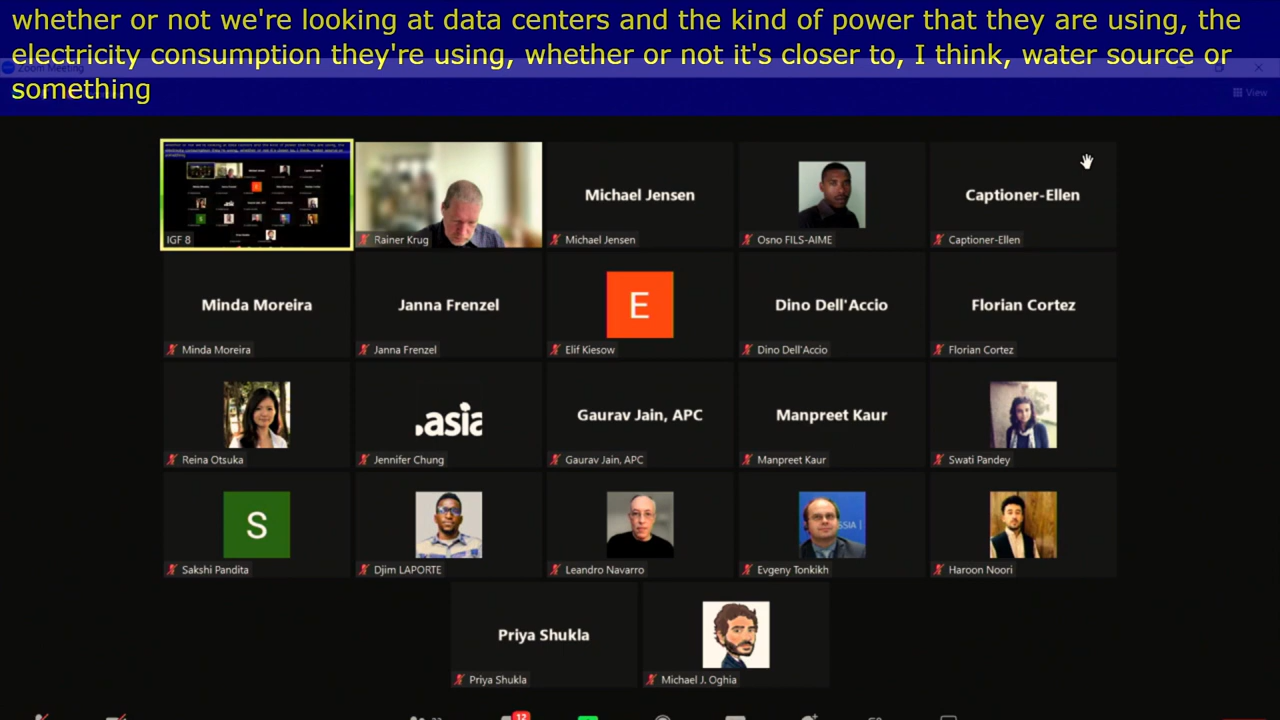 whether or not we're looking at data centers and the kind of power that they are using, the
electricity consumption they're using, whether or not it's closer to, I think, water source or
something
Zoom Meeting
View
IGF 8
Rainer Krug
Michael Jensen
Michael Jensen
Osno FILS-AIME
Captioner-Ellen
Captioner-Ellen
Minda Moreira
Minda Moreira
Janna Frenzel
Janna Frenzel
E
Elif Kiesow
Dino Dell'Accio
Dino Dell'Accio
Florian Cortez
Florian Cortez
Reina Otsuka
.asia
Jennifer Chung
Gaurav Jain, APC
Gaurav Jain, APC
Manpreet Kaur
Manpreet Kaur
Swati Pandey
S
Sakshi Pandita
Djim LAPORTE
Leandro Navarro
SSIA |
Evgeny Tonkikh
Haroon Noori
Priya Shukla
Priya Shukla
Michael J. Oghia
12